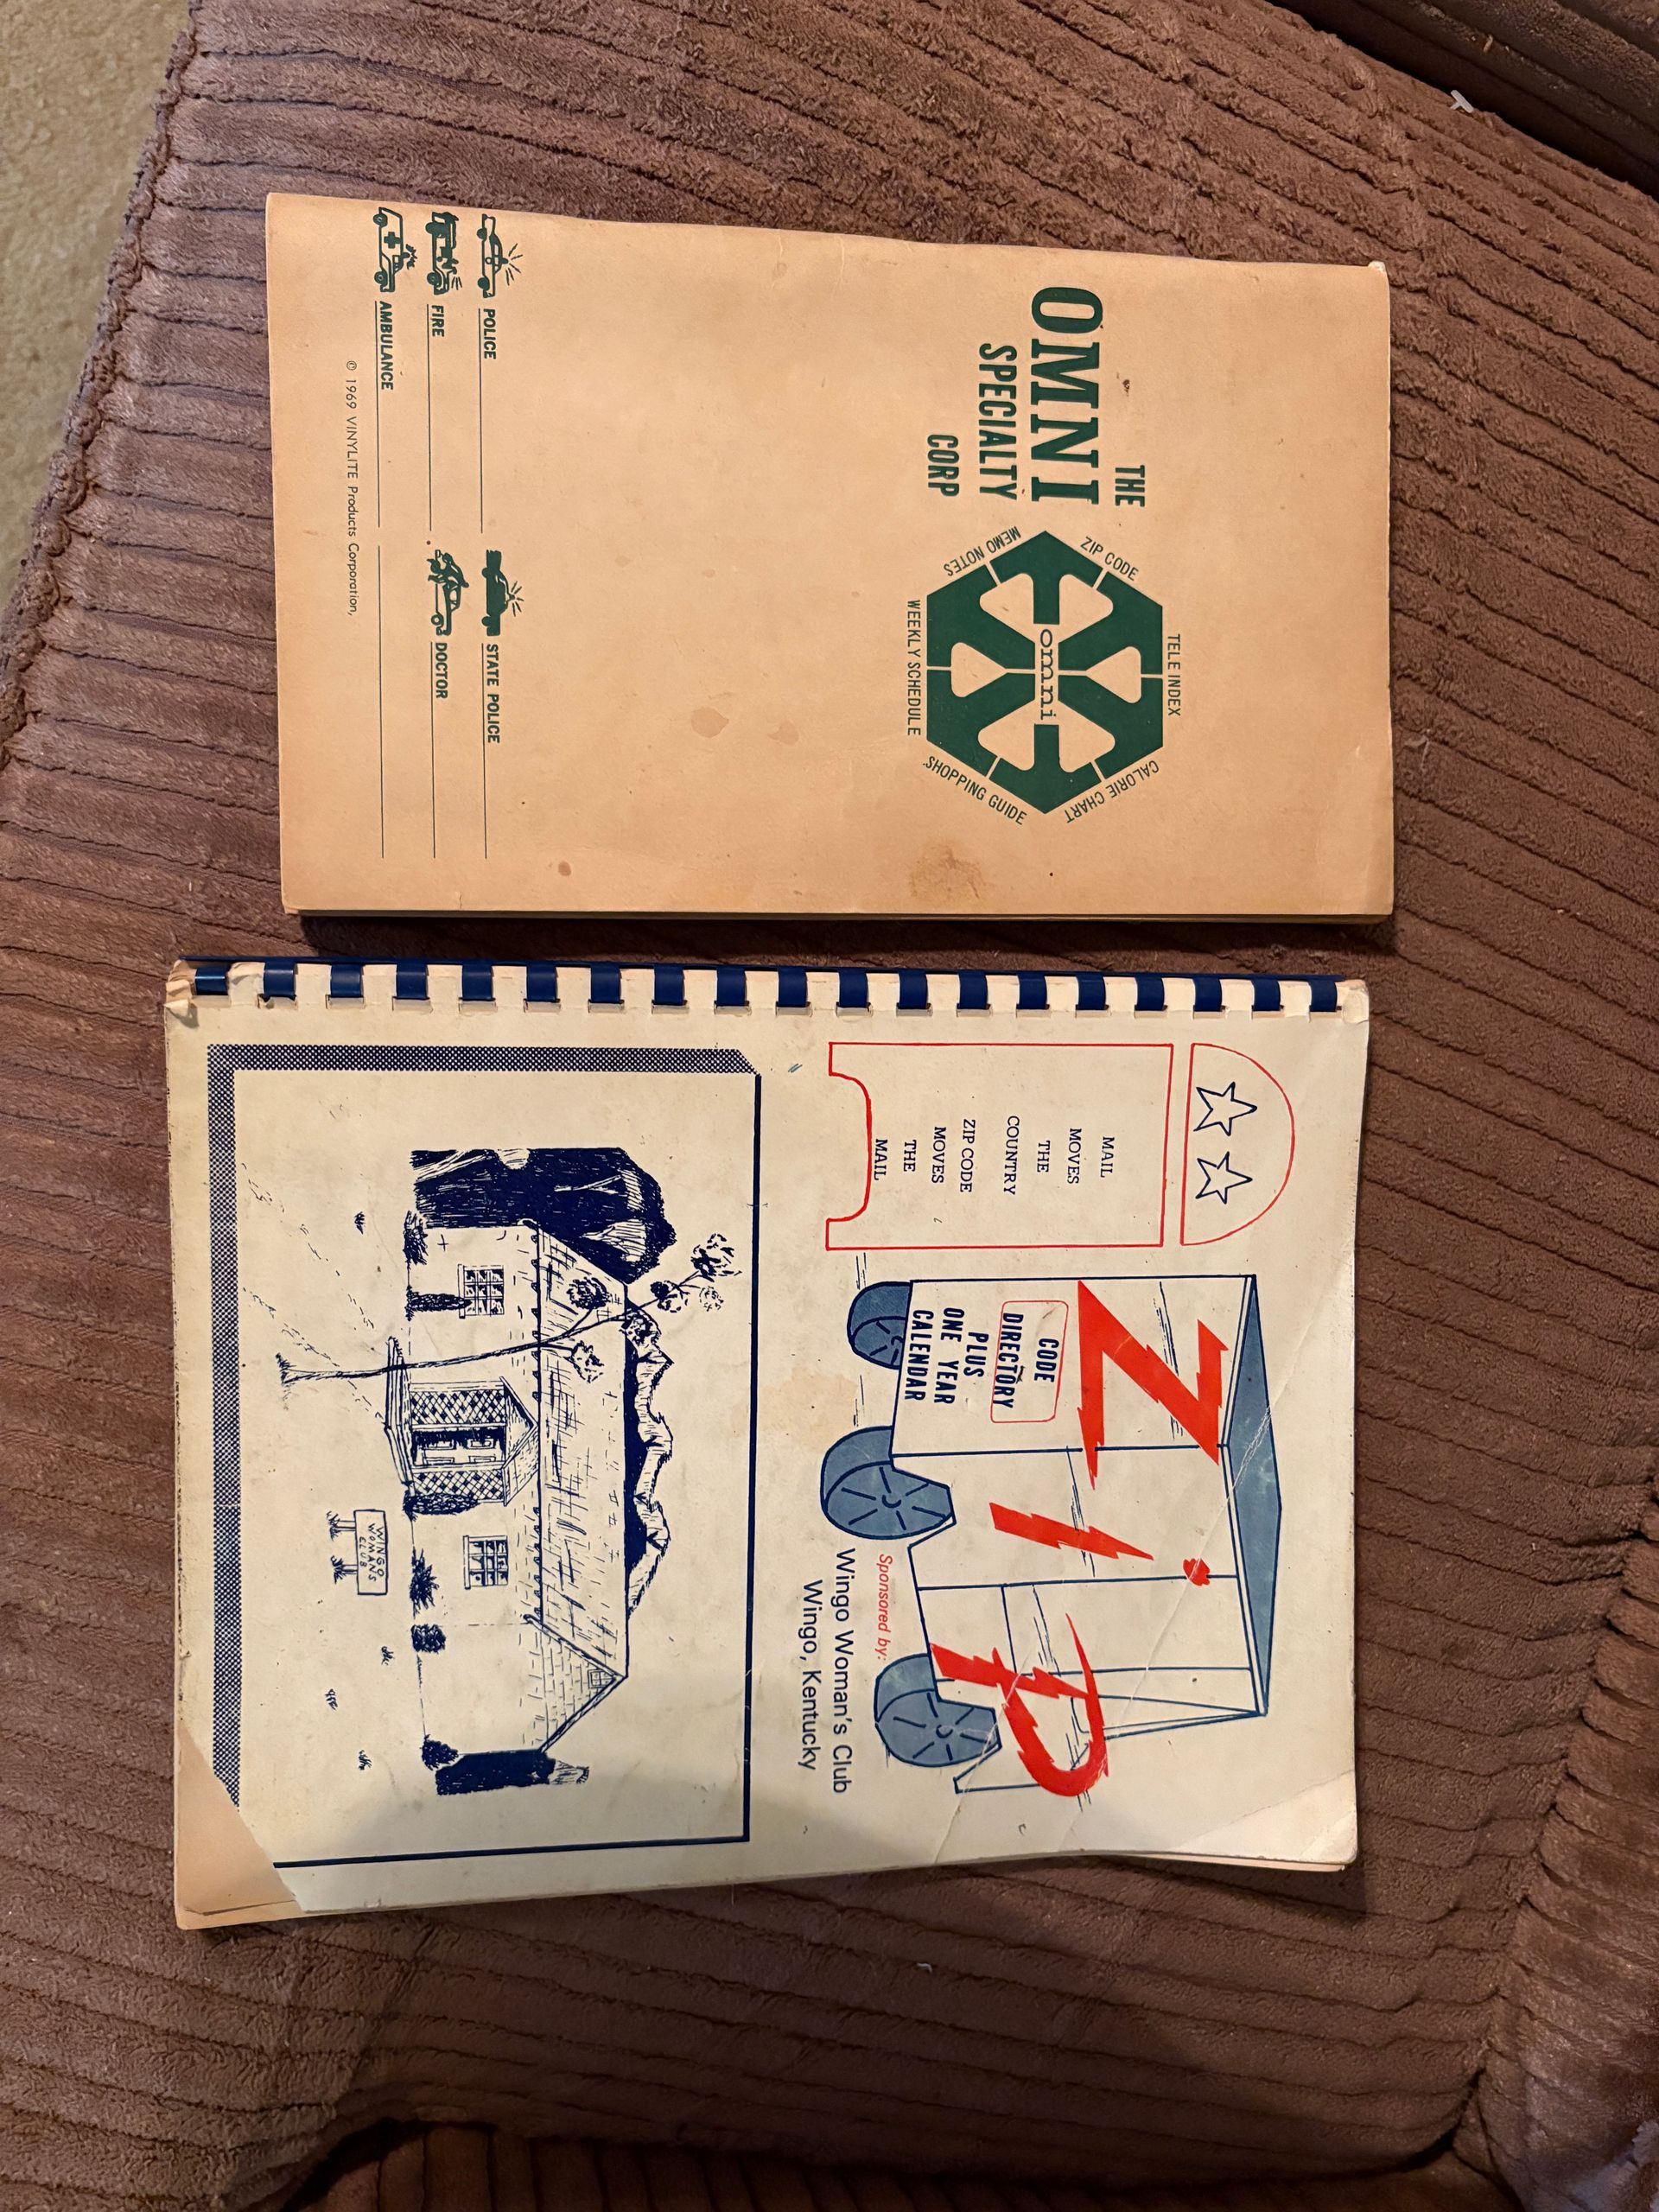 THE
OMNI
SPECIALTY
CORP
ZIP CODE
TELE INDEX
CALORIE CHART
SHOPPING GUIDE
WEEKLY SCHEDULE
MEMO NOTES
omni
POLICE
STATE POLICE
FIRE
DOCTOR
AMBULANCE
© 1969 VINYLITE Products Corporation,
MAIL
MOVES
THE
COUNTRY
ZIP CODE
MOVES
THE
MAIL
ZiP
CODE
DIRECTORY
PLUS
ONE YEAR
CALENDAR
Sponsored by:
Wingo Woman's Club
Wingo, Kentucky
WINGO
WOMAN'S
CLUB